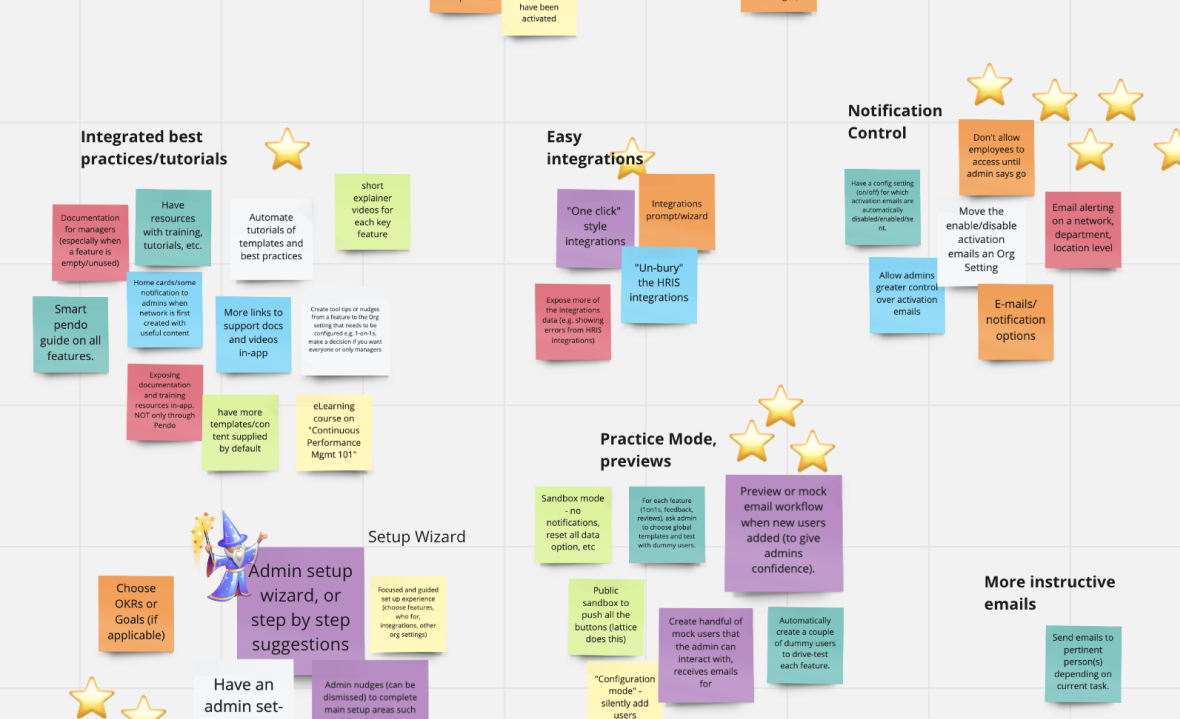 have been
activated
Integrated best
practices/tutorials
Documentation
for managers
(especially when
a feature is
empty/unused)
Have
resources
with training,
tutorials, etc.
Automate
tutorials of
templates and
best practices
short
explainer
videos for
each key
feature
Smart
pendo
guide on all
features.
Home cards/some
notification to
admins when
network is first
created with
useful content
More links to
support docs
and videos
in-app
Create tool tips or nudges
from a feature to the Org
setting that needs to be
configured e.g. 1-on-1s,
make a decision if you want
everyone or only managers
Exposing
documentation
and training
resources in-app.
NOT only through
Pendo
have more
templates/con
tent supplied
by default
eLearning
course on
"Continuous
Performance
Mgmt 101"
Easy
integrations
"One click"
style
integrations
Integrations
prompt/wizard
"Un-bury"
the HRIS
integrations
Expose more of
the integrations
data (e.g. showing
errors from HRIS
integrations)
Notification
Control
Don't allow
employees to
access until
admin says go
Have a config setting
(on/off) for which
activation emails are
automatically
disabled/enabled/se
nt.
Move the
enable/disable
activation
emails an Org
Setting
Email alerting
on a network,
department,
location level
Allow admins
greater control
over activation
emails
E-mails/
notification
options
Practice Mode,
previews
Sandbox mode
- no
notifications,
reset all data
option, etc
For each feature
(1on1s, feedback,
reviews), ask admin
to choose global
templates and test
with dummy users.
Preview or mock
email workflow
when new users
added (to give
admins
confidence).
Public
sandbox to
push all the
buttons (lattice
does this)
Create handful of
mock users that
the admin can
interact with,
receives emails
for
Automatically
create a couple
of dummy users
to drive-test
each feature.
"Configuration
mode" -
silently add
users
Setup Wizard
Choose
OKRs or
Goals (if
applicable)
Admin setup
wizard, or
step by step
suggestions
Focused and guided
set up experience
(choose features,
who for,
integrations, other
org settings)
Have an
admin set-
Admin nudges (can be
dismissed) to complete
main setup areas such
More instructive
emails
Send emails to
pertinent
person(s)
depending on
current task.